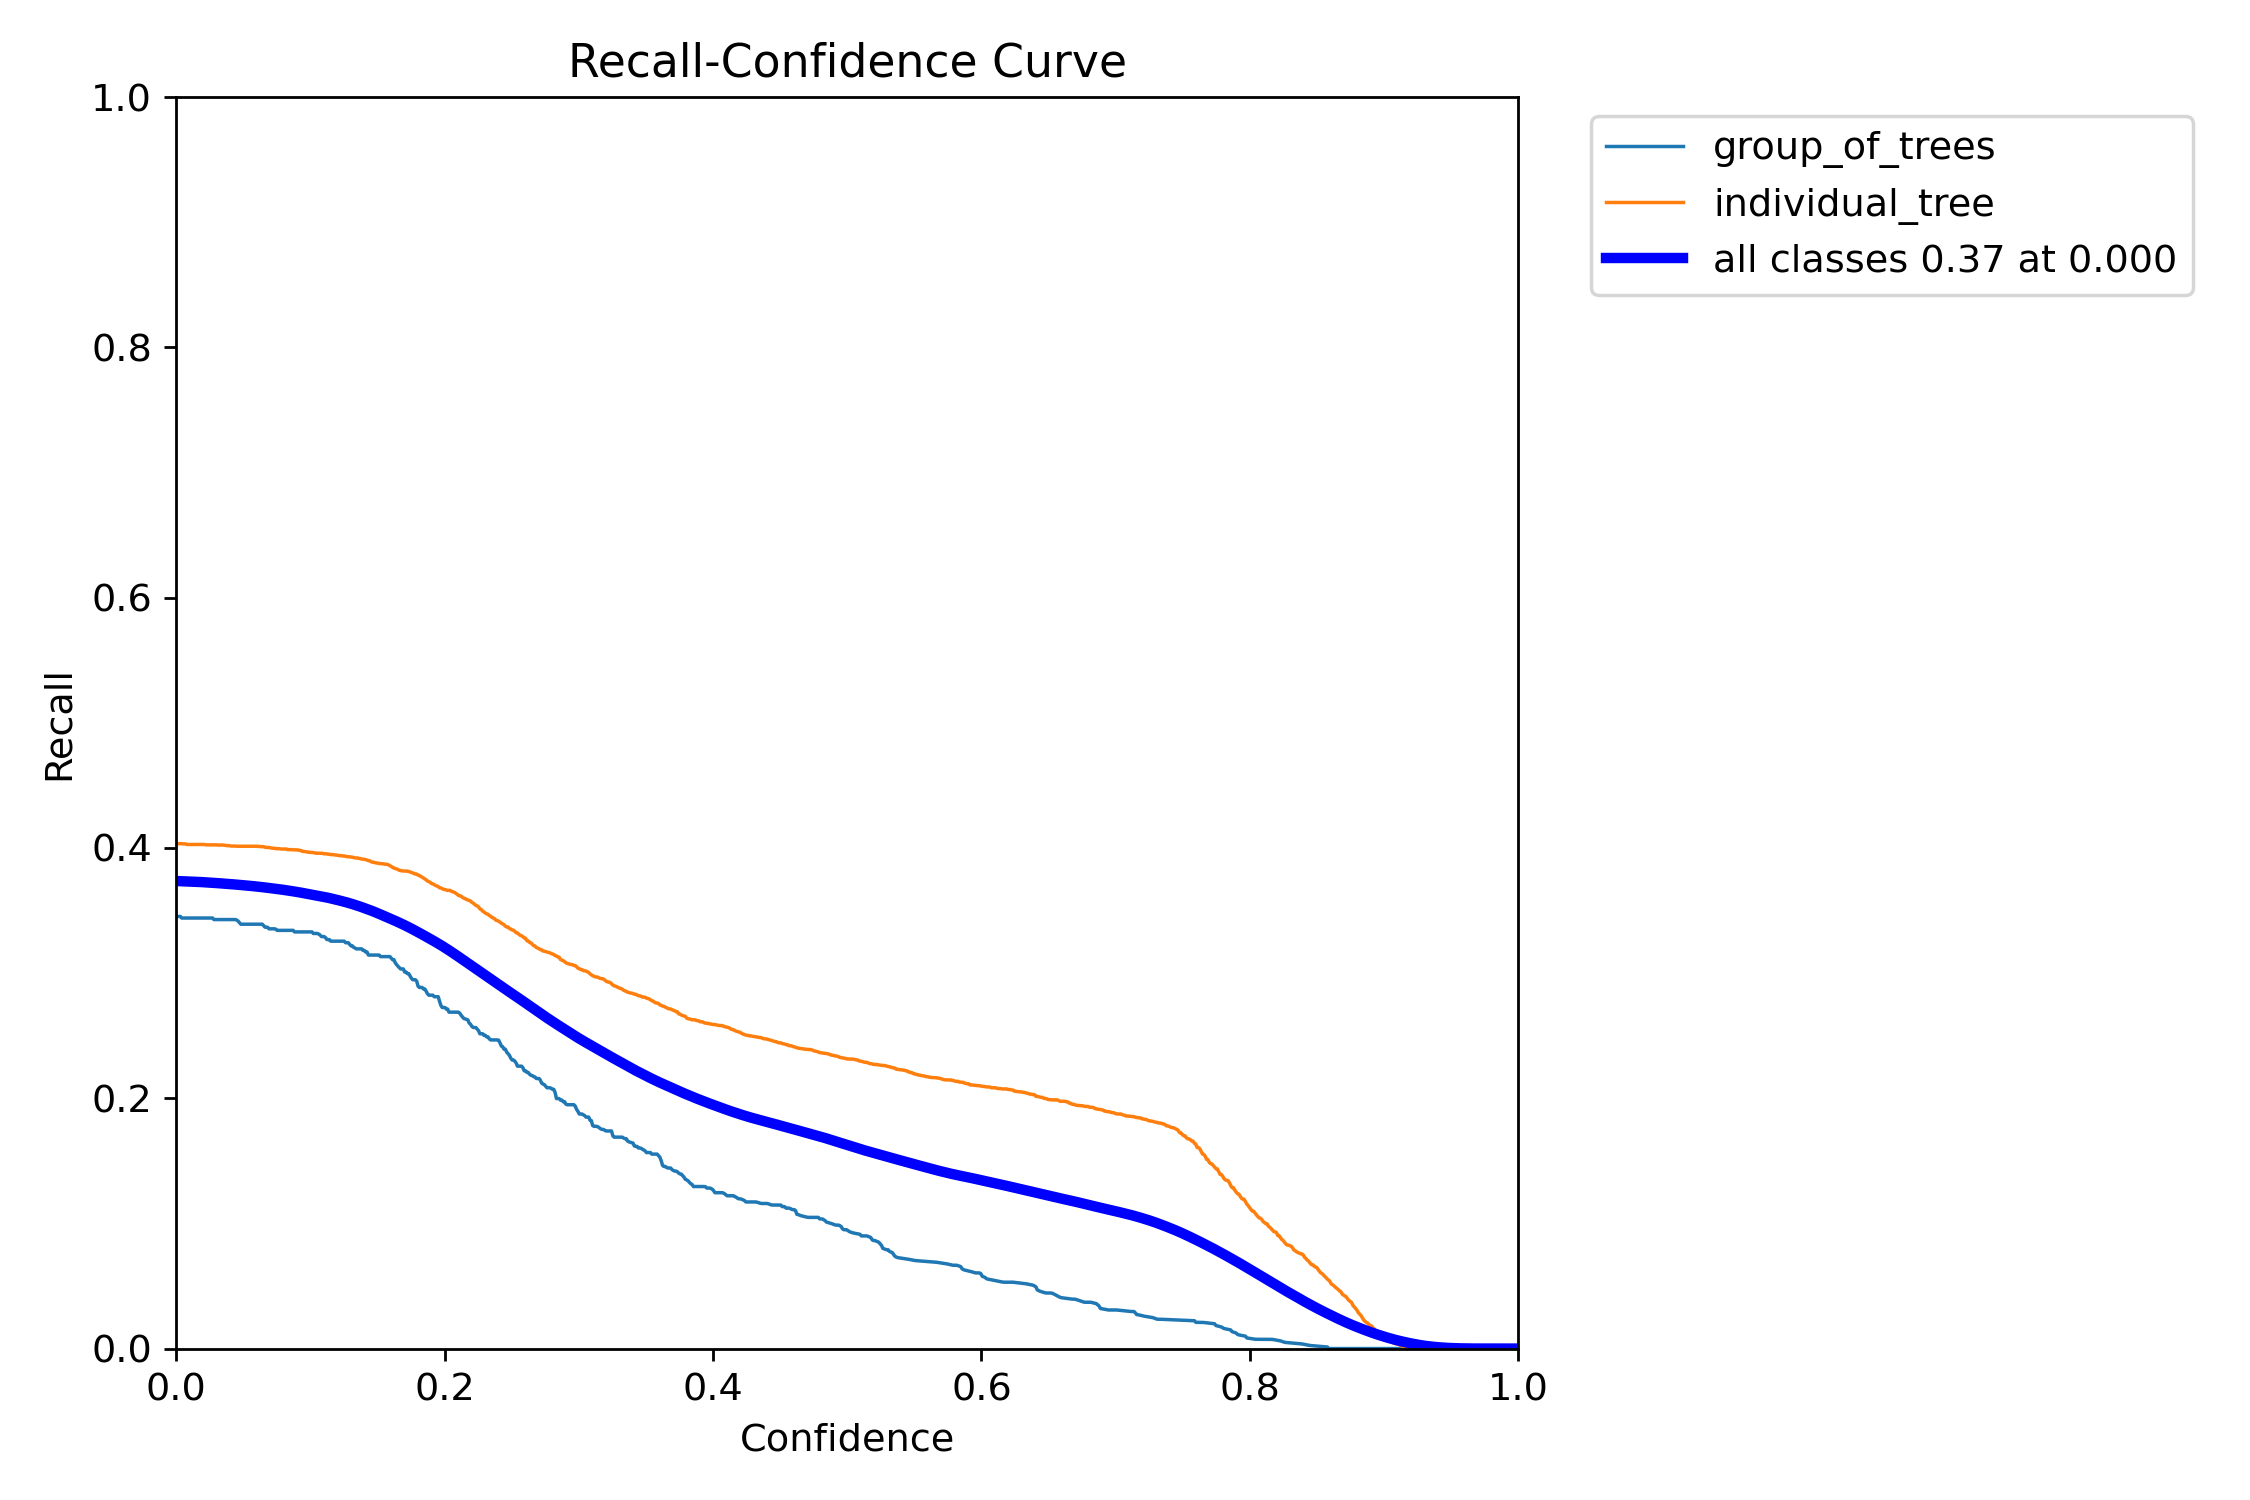 Recall-Confidence Curve
1.0
0.8
0.6
0.4
0.2
0.0
Recall
0.0 0.2 0.4 0.6 0.8 1.0
Confidence
group_of_trees
individual_tree
all classes 0.37 at 0.000